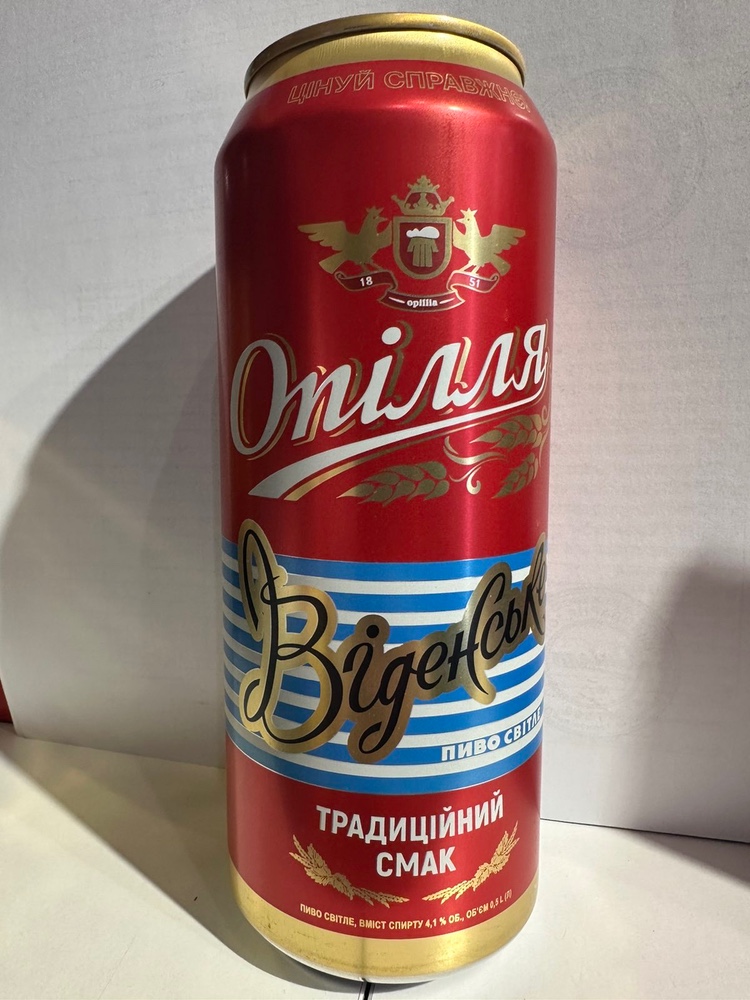 ЦІНУЙ СПРАВЖНЄ!
18 51
opillia
Опілля
Віденське
ПИВО СВІТЛЕ
ТРАДИЦІЙНИЙ
СМАК
ПИВО СВІТЛЕ, ВМІСТ СПИРТУ 4,1 % ОБ., ОБ'ЄМ 0,5 L (Л)